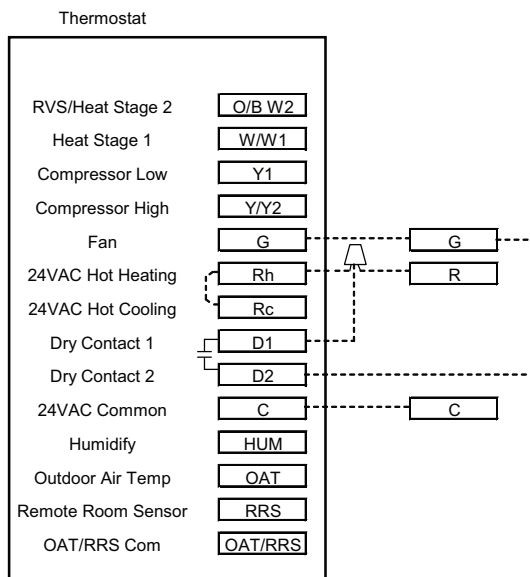 Thermostat
RVS/Heat Stage 2 O/B W2
Heat Stage 1 W/W1
Compressor Low Y1
Compressor High Y/Y2
Fan G G
24VAC Hot Heating Rh R
24VAC Hot Cooling Rc
Dry Contact 1 D1
Dry Contact 2 D2
24VAC Common C C
Humidify HUM
Outdoor Air Temp OAT
Remote Room Sensor RRS
OAT/RRS Com OAT/RRS